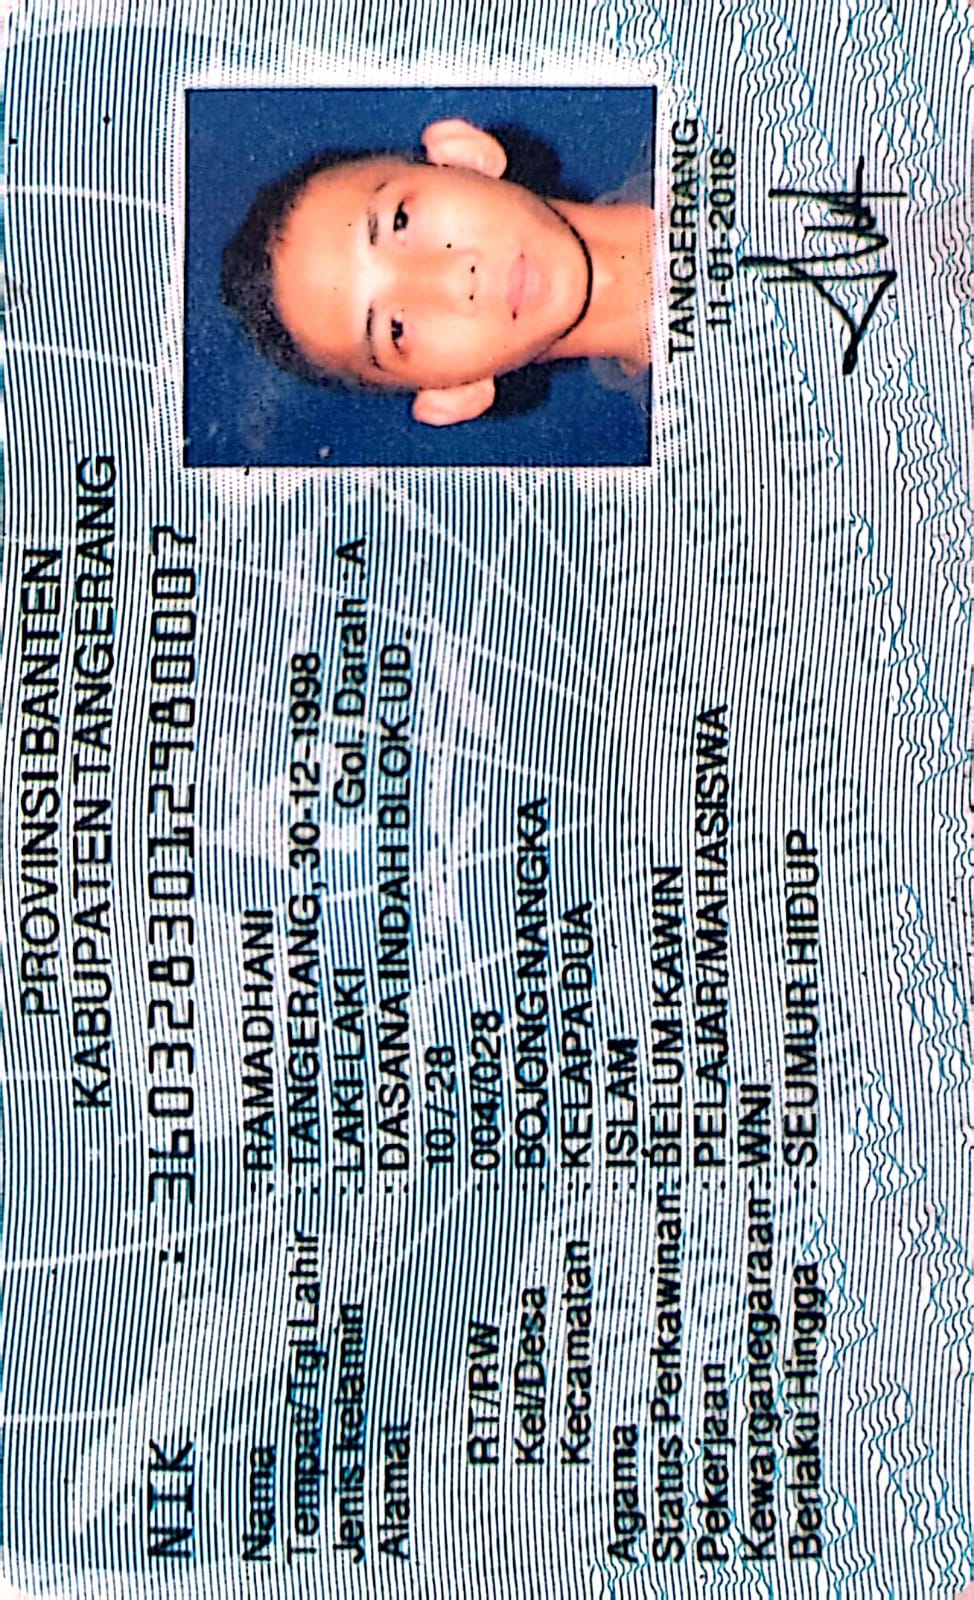 PROVINSI BANTEN
KABUPATEN TANGERANG
NIK : 3603283012980007
Nama : RAMADHANI
Tempat/Tgl Lahir : TANGERANG, 30-12-1998
Jenis kelamin : LAKI-LAKI Gol. Darah : A
Alamat : DASANA INDAH BLOK UD.
10 / 28
RT/RW : 004/028
Kel/Desa : BOJONG NANGKA
Kecamatan : KELAPA DUA
Agama : ISLAM
Status Perkawinan: BELUM KAWIN
Pekerjaan : PELAJAR/MAHASISWA
Kewarganegaraan : WNI
Berlaku Hingga : SEUMUR HIDUP
TANGERANG
11-01-2018